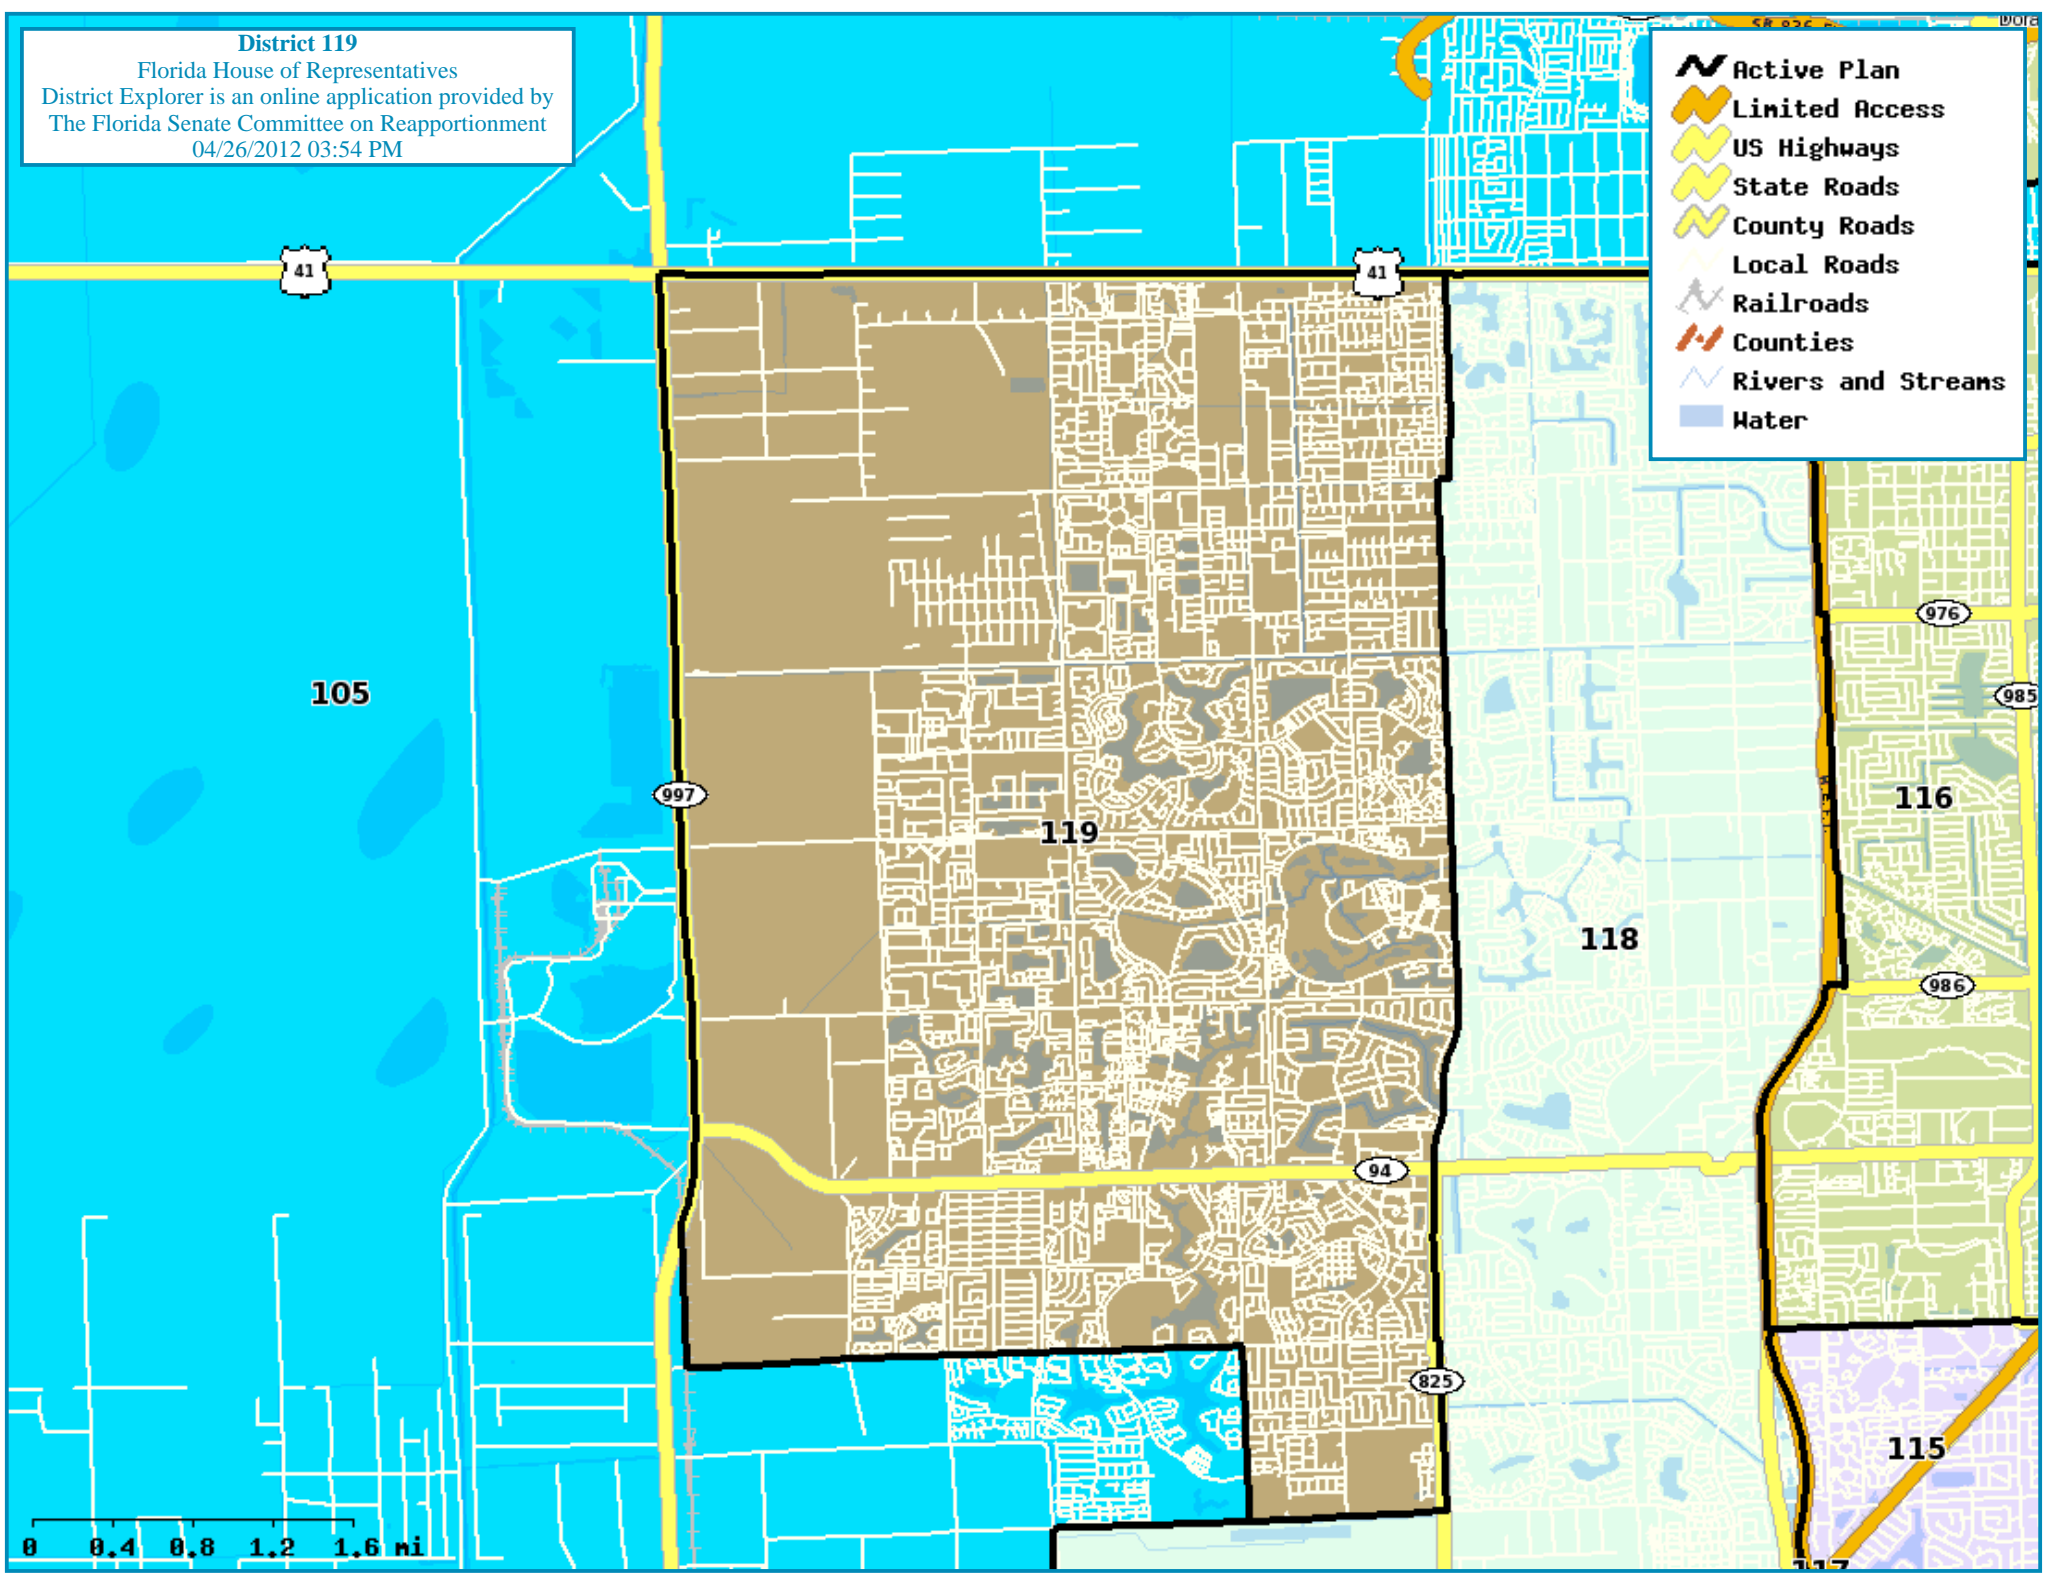 District 119
Florida House of Representatives
District Explorer is an online application provided by
The Florida Senate Committee on Reapportionment
04/26/2012 03:54 PM
Active Plan
Limited Access
US Highways
State Roads
County Roads
Local Roads
Railroads
Counties
Rivers and Streams
Water
41
41
976
105
985
997
116
119
118
986
94
825
115
117
0 0.4 0.8 1.2 1.6 mi